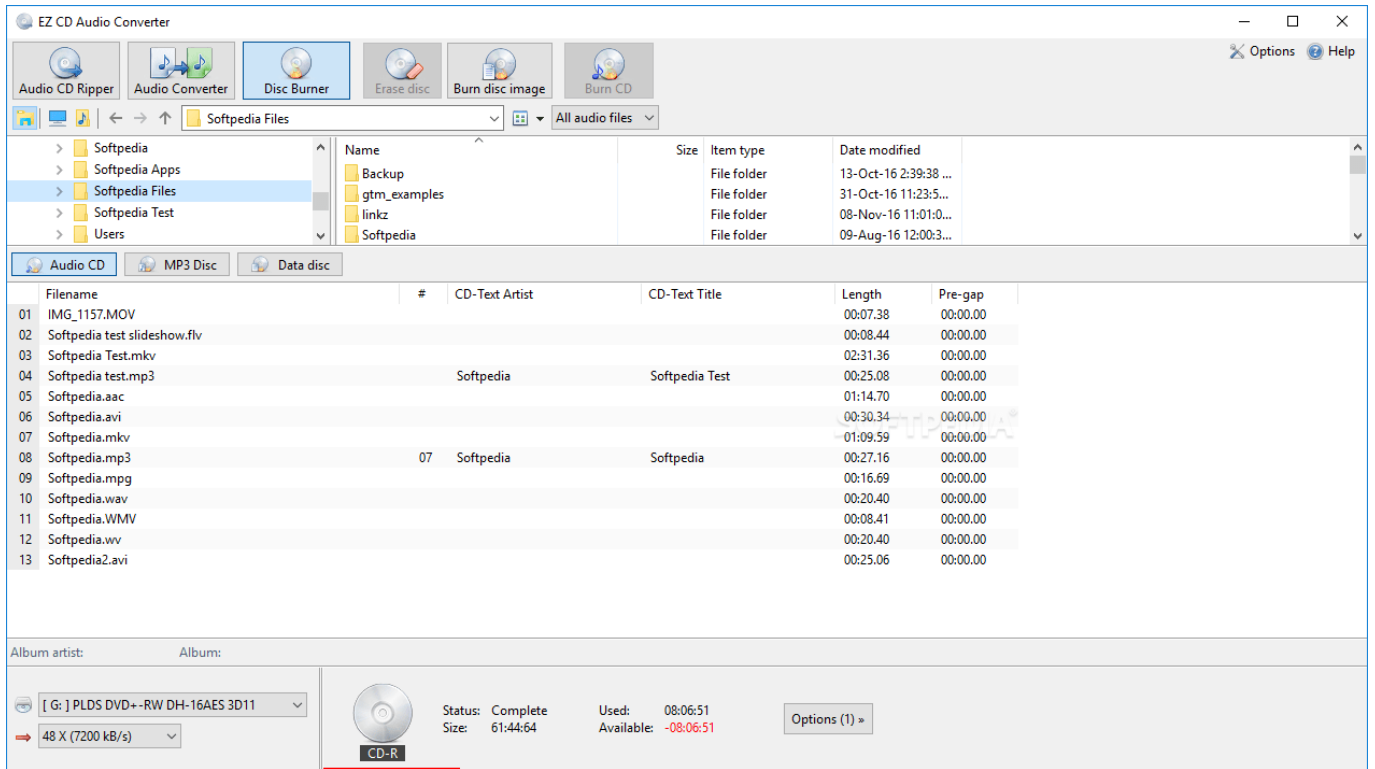 EZ CD Audio Converter
Audio CD Ripper Audio Converter Disc Burner Erase disc Burn disc image Burn CD Options Help
Softpedia Files All audio files
Softpedia
Softpedia Apps
Softpedia Files
Softpedia Test
Users
Name Size Item type Date modified
Backup File folder 13-Oct-16 2:39:38 ...
gtm_examples File folder 31-Oct-16 11:23:5...
linkz File folder 08-Nov-16 11:01:0...
Softpedia File folder 09-Aug-16 12:00:3...
Audio CD MP3 Disc Data disc
Filename # CD-Text Artist CD-Text Title Length Pre-gap
01 IMG_1157.MOV 00:07.38 00:00.00
02 Softpedia test slideshow.flv 00:08.44 00:00.00
03 Softpedia Test.mkv 02:31.36 00:00.00
04 Softpedia test.mp3 Softpedia Softpedia Test 00:25.08 00:00.00
05 Softpedia.aac 01:14.70 00:00.00
06 Softpedia.avi 00:30.34 00:00.00
SOFTPEDIA
07 Softpedia.mkv 01:09.59 00:00.00
08 Softpedia.mp3 07 Softpedia Softpedia 00:27.16 00:00.00
09 Softpedia.mpg 00:16.69 00:00.00
10 Softpedia.wav 00:20.40 00:00.00
11 Softpedia.WMV 00:08.41 00:00.00
12 Softpedia.wv 00:20.40 00:00.00
13 Softpedia2.avi 00:25.06 00:00.00
Album artist: Album:
[ G: ] PLDS DVD+-RW DH-16AES 3D11
48 X (7200 kB/s)
CD-R
Status: Complete Used: 08:06:51
Size: 61:44:64 Available: -08:06:51
Options (1) »